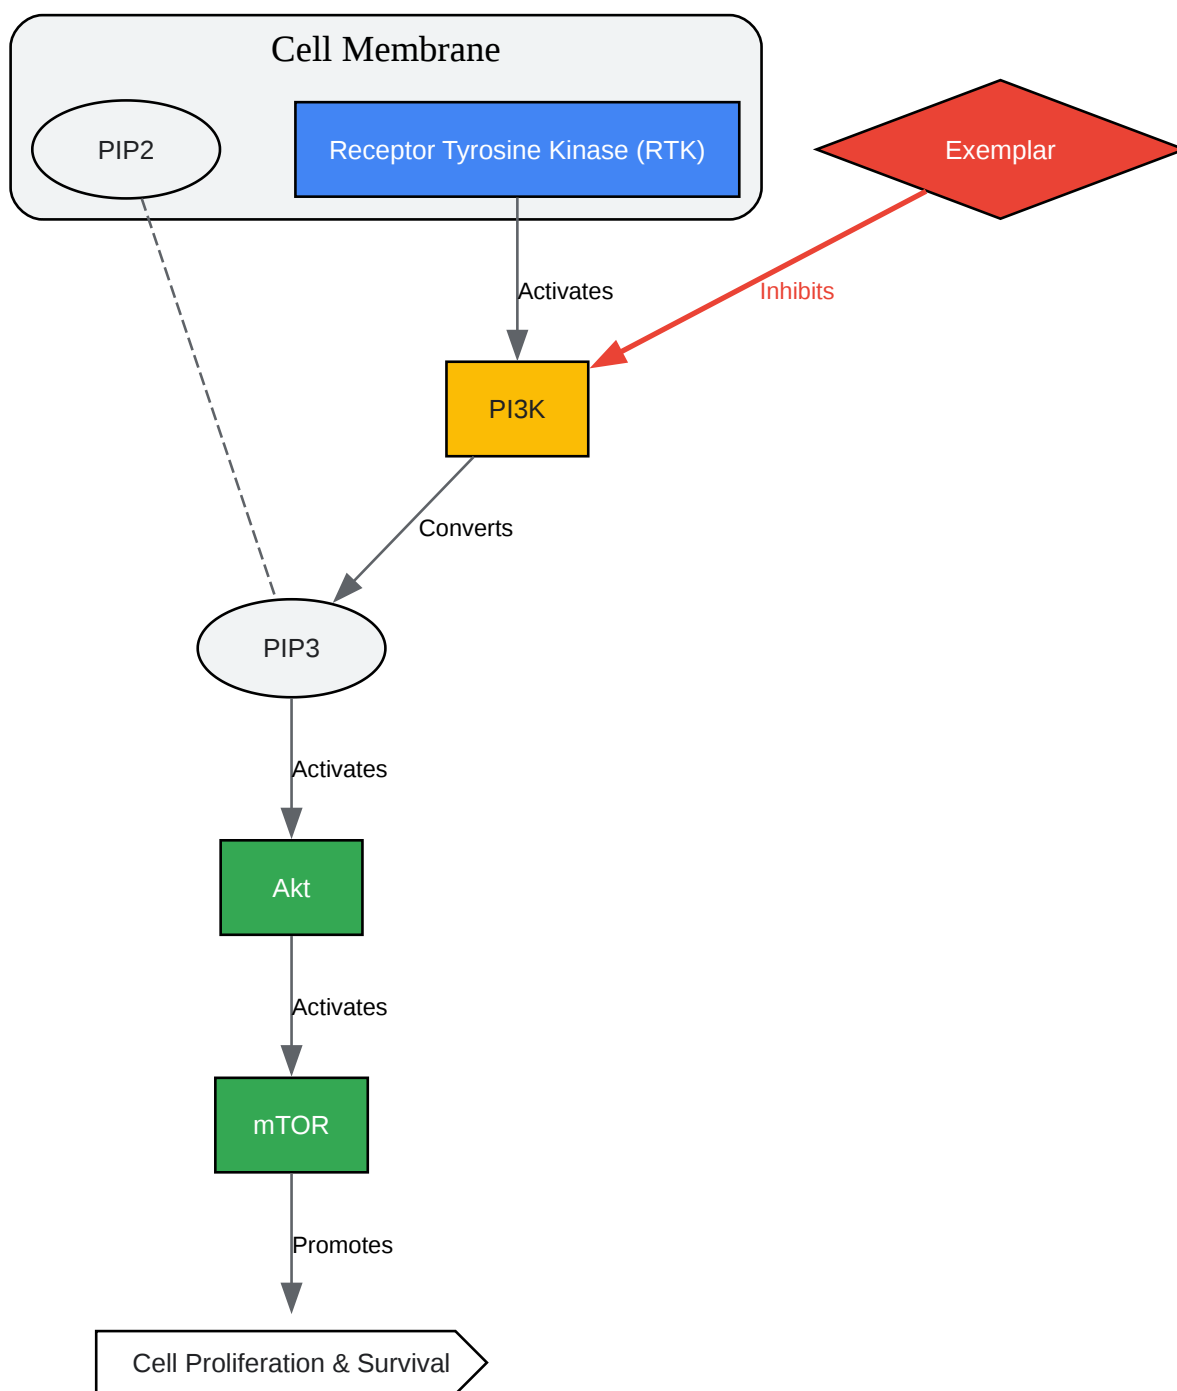 Cell Membrane
PIP2
Receptor Tyrosine Kinase (RTK)
Exemplar
Activates
Inhibits
PI3K
Converts
PIP3
Activates
Akt
Activates
mTOR
Promotes
Cell Proliferation & Survival